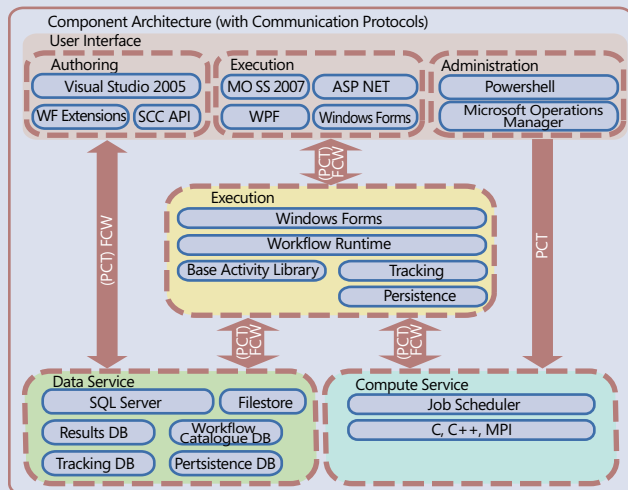 Component Architecture (with Communication Protocols)
User Interface
Authoring
Visual Studio 2005
WF Extensions
SCC API
Execution
MO SS 2007
ASP NET
WPF
Windows Forms
Administration
Powershell
Microsoft Operations
Manager
(PCT) FCW
(PCT)
FCW
PCT
Execution
Windows Forms
Workflow Runtime
Base Activity Library
Tracking
Persistence
(PCT)
FCW
(PCT)
FCW
Data Service
SQL Server
Filestore
Results DB
Workflow
Catalogue DB
Tracking DB
Pertsistence DB
Compute Service
Job Scheduler
C, C++, MPI